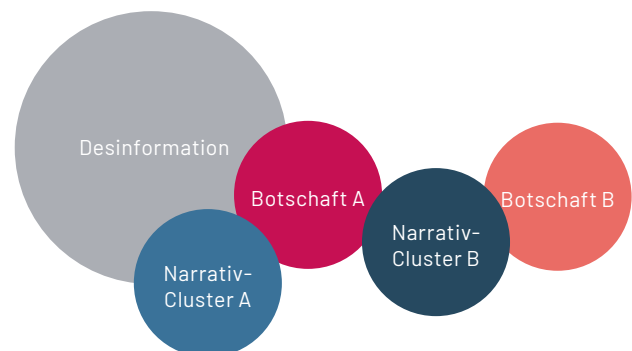 Desinformation
Botschaft A
Botschaft B
Narrativ-
Cluster B
Narrativ-
Cluster A